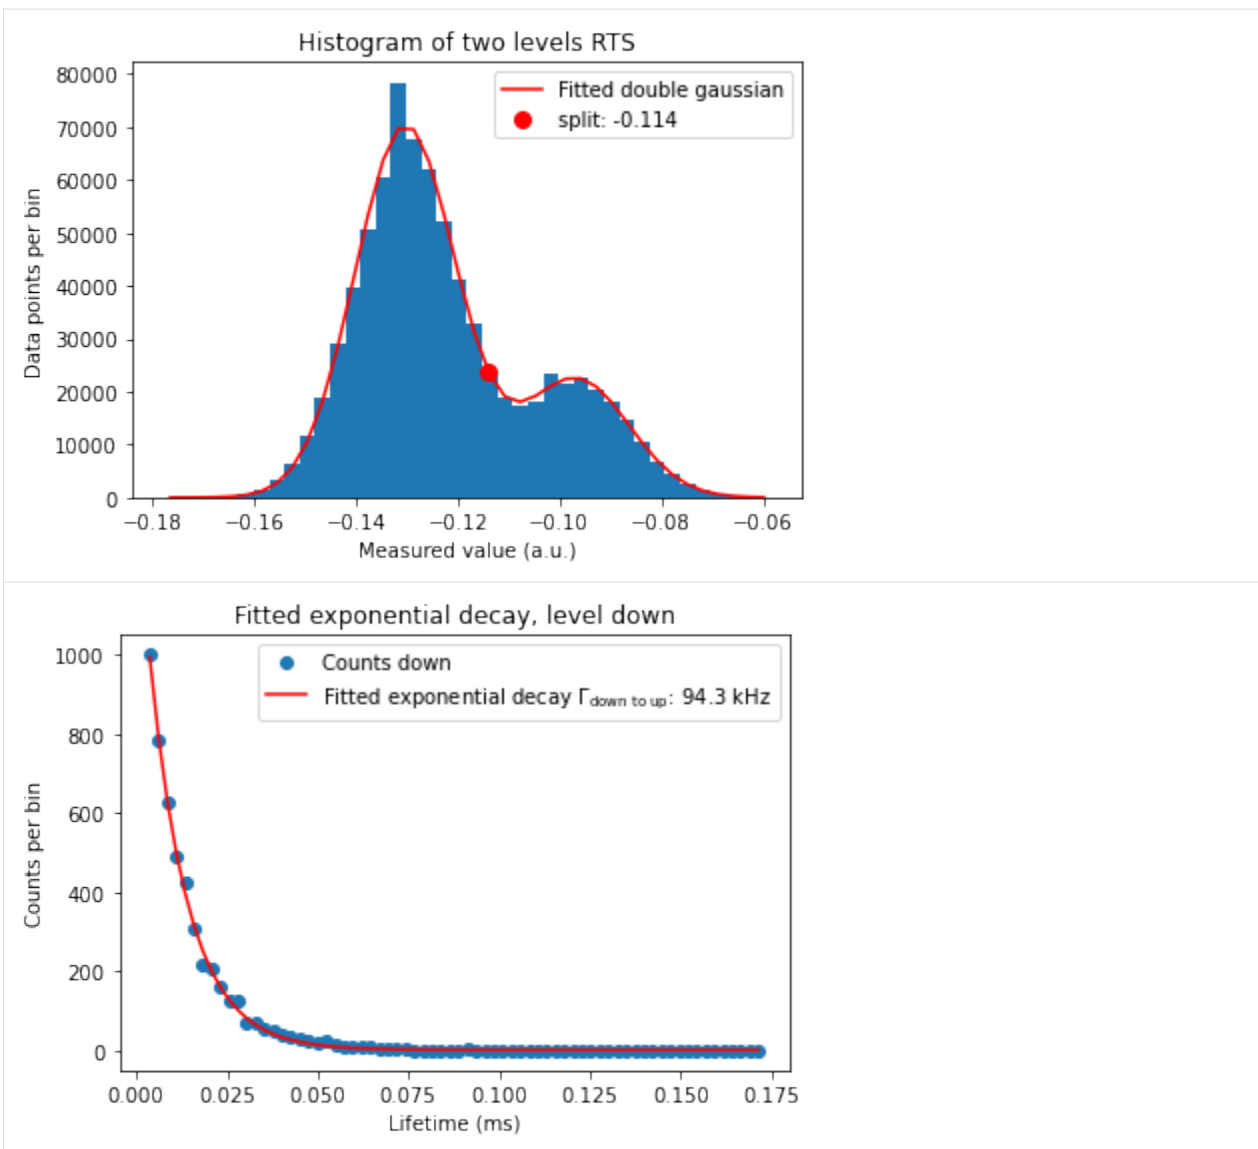 Histogram of two levels RTS
80000
70000
60000
50000
40000
30000
20000
10000
0
Data points per bin
Fitted double gaussian
split: -0.114
−0.18 −0.16 −0.14 −0.12 −0.10 −0.08 −0.06
Measured value (a.u.)
Fitted exponential decay, level down
1000
800
600
400
200
0
Counts per bin
Counts down
Fitted exponential decay Γdown to up: 94.3 kHz
0.000 0.025 0.050 0.075 0.100 0.125 0.150 0.175
Lifetime (ms)